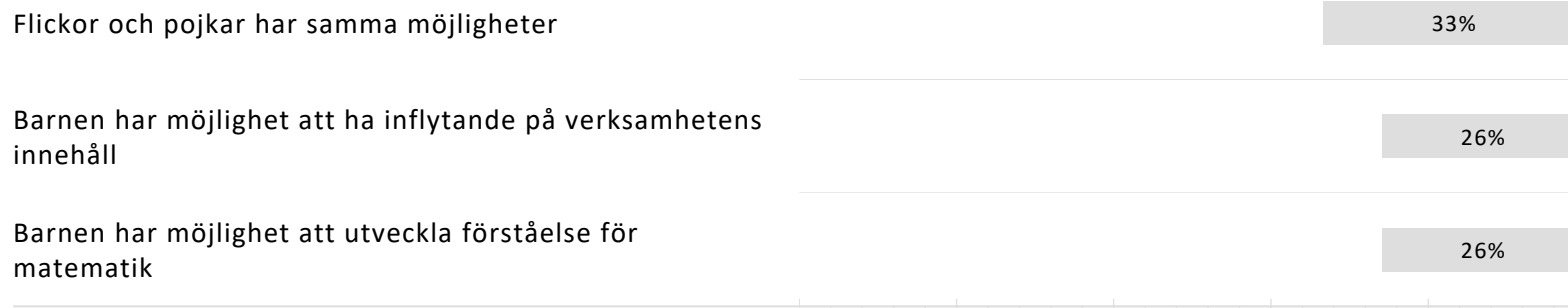 Flickor och pojkar har samma möjligheter
33%
Barnen har möjlighet att ha inflytande på verksamhetens
innehåll
26%
Barnen har möjlighet att utveckla förståelse för
matematik
26%